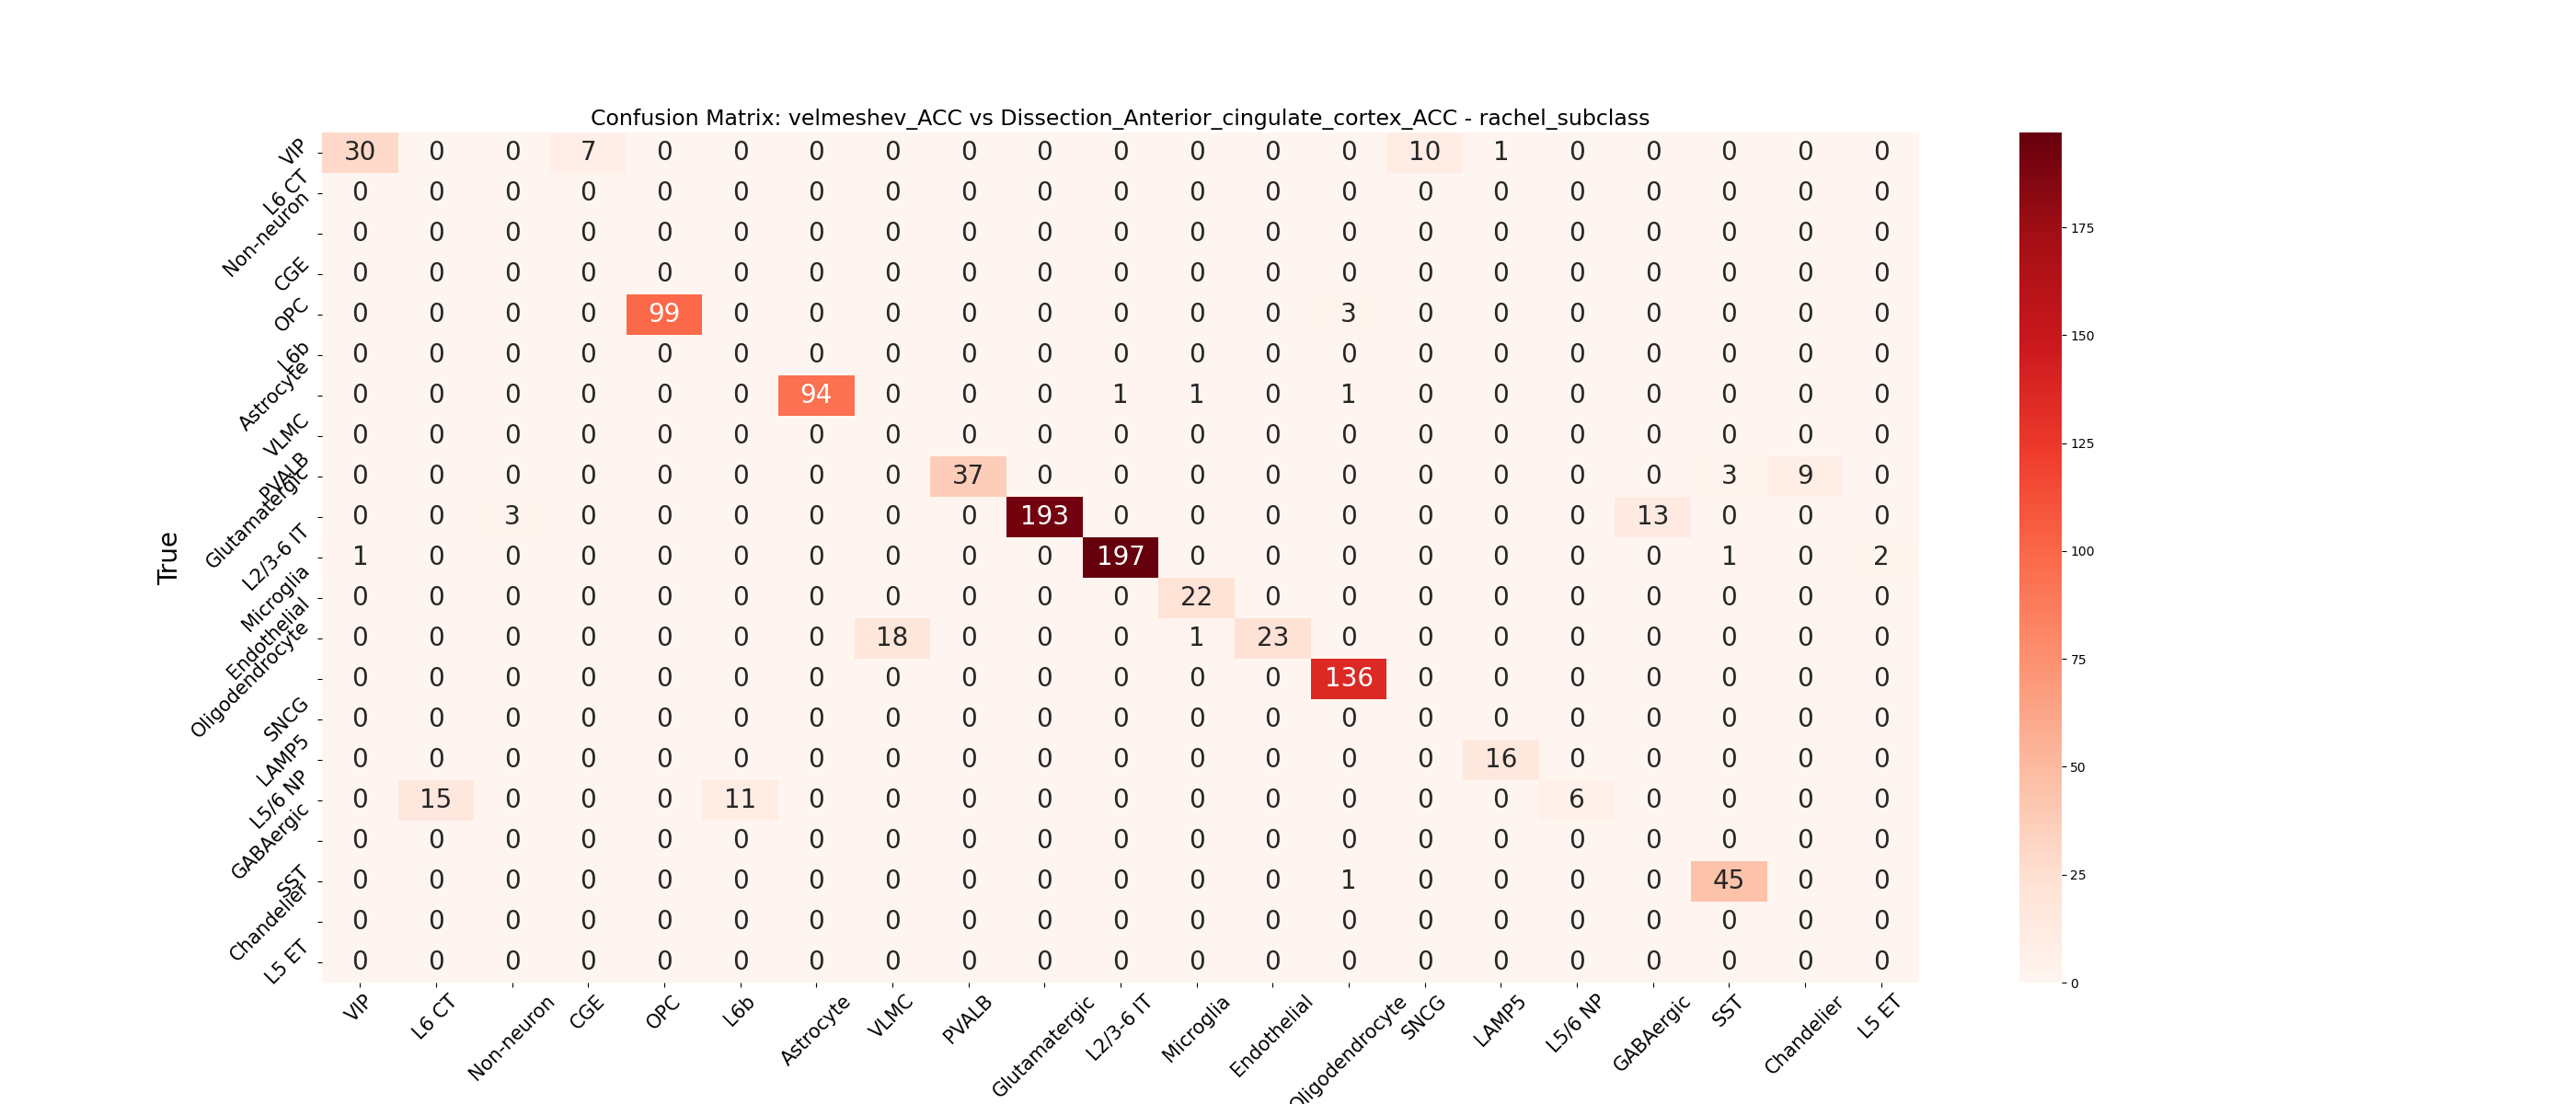 Confusion Matrix: velmeshev_ACC vs Dissection_Anterior_cingulate_cortex_ACC - rachel_subclass
True
VIP 30 0 0 7 0 0 0 0 0 0 0 0 0 0 10 1 0 0 0 0 0
L6 CT 0 0 0 0 0 0 0 0 0 0 0 0 0 0 0 0 0 0 0 0 0
Non-neuron 0 0 0 0 0 0 0 0 0 0 0 0 0 0 0 0 0 0 0 0 0
CGE 0 0 0 0 0 0 0 0 0 0 0 0 0 0 0 0 0 0 0 0 0
OPC 0 0 0 0 99 0 0 0 0 0 0 0 0 3 0 0 0 0 0 0 0
L6b 0 0 0 0 0 0 0 0 0 0 0 0 0 0 0 0 0 0 0 0 0
Astrocyte 0 0 0 0 0 0 94 0 0 0 1 1 0 1 0 0 0 0 0 0 0
VLMC 0 0 0 0 0 0 0 0 0 0 0 0 0 0 0 0 0 0 0 0 0
PVALB 0 0 0 0 0 0 0 0 37 0 0 0 0 0 0 0 0 0 3 9 0
Glutamatergic 0 0 3 0 0 0 0 0 0 193 0 0 0 0 0 0 0 13 0 0 0
L2/3-6 IT 1 0 0 0 0 0 0 0 0 0 197 0 0 0 0 0 0 0 1 0 2
Microglia 0 0 0 0 0 0 0 0 0 0 0 22 0 0 0 0 0 0 0 0 0
Endothelial 0 0 0 0 0 0 0 18 0 0 0 1 23 0 0 0 0 0 0 0 0
Oligodendrocyte 0 0 0 0 0 0 0 0 0 0 0 0 0 136 0 0 0 0 0 0 0
SNCG 0 0 0 0 0 0 0 0 0 0 0 0 0 0 0 0 0 0 0 0 0
LAMP5 0 0 0 0 0 0 0 0 0 0 0 0 0 0 0 16 0 0 0 0 0
L5/6 NP 0 15 0 0 0 11 0 0 0 0 0 0 0 0 0 0 6 0 0 0 0
GABAergic 0 0 0 0 0 0 0 0 0 0 0 0 0 0 0 0 0 0 0 0 0
SST 0 0 0 0 0 0 0 0 0 0 0 0 0 1 0 0 0 0 45 0 0
Chandelier 0 0 0 0 0 0 0 0 0 0 0 0 0 0 0 0 0 0 0 0 0
L5 ET 0 0 0 0 0 0 0 0 0 0 0 0 0 0 0 0 0 0 0 0 0
VIP L6 CT Non-neuron CGE OPC L6b Astrocyte VLMC PVALB Glutamatergic L2/3-6 IT Microglia Endothelial Oligodendrocyte SNCG LAMP5 L5/6 NP GABAergic SST Chandelier L5 ET
175
150
125
100
75
50
25
0